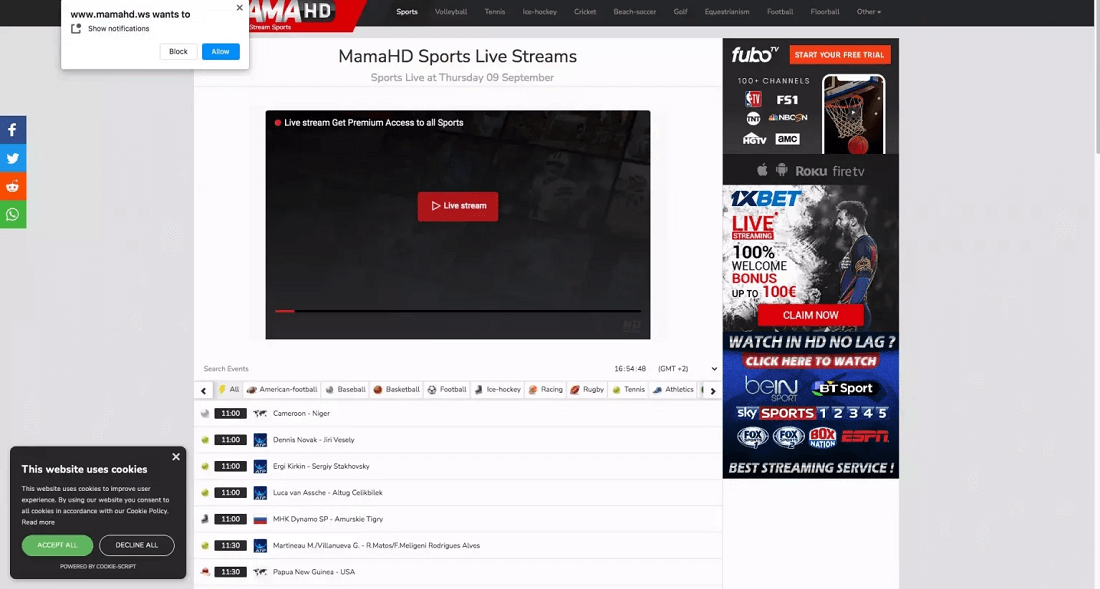 www.mamahd.ws wants to
Show notifications
Block
Allow
MAMAHD
Stream Sports
Sports
Volleyball
Tennis
Ice-hockey
Cricket
Beach-soccer
Golf
Equestrianism
Football
Floorball
Other
MamaHD Sports Live Streams
Sports Live at Thursday 09 September
Live stream Get Premium Access to all Sports
Live stream
HD
Search Events
16:54:48 (GMT +2)
All
American-football
Baseball
Basketball
Football
Ice-hockey
Racing
Rugby
Tennis
Athletics
11:00 Cameroon - Niger
11:00 ATP Dennis Novak - Jiri Vesely
11:00 ATP Ergi Kirkin - Sergiy Stakhovsky
11:00 ATP Luca van Assche - Altug Celikbilek
11:00 MHK Dynamo SP - Amurskie Tigry
11:30 ATP Martineau M./Villanueva G. - R.Matos/F.Meligeni Rodrigues Alves
11:30 Papua New Guinea - USA
This website uses cookies
This website uses cookies to improve user
experience. By using our website you consent to
all cookies in accordance with our Cookie Policy.
Read more
ACCEPT ALL
DECLINE ALL
POWERED BY COOKIE-SCRIPT
fuboTV
START YOUR FREE TRIAL
100+ CHANNELS
FS1
TNT
NBCSN
HGTV
amc
Roku firetv
1XBET
LIVE
STREAMING
100%
WELCOME
BONUS
UP TO 100€
CLAIM NOW
WATCH IN HD NO LAG ?
CLICK HERE TO WATCH
beIN
SPORT
BT Sport
sky SPORTS 1 2 3 4 5
FOX
FOX
BOX
NATION
ESPN
BEST STREAMING SERVICE !